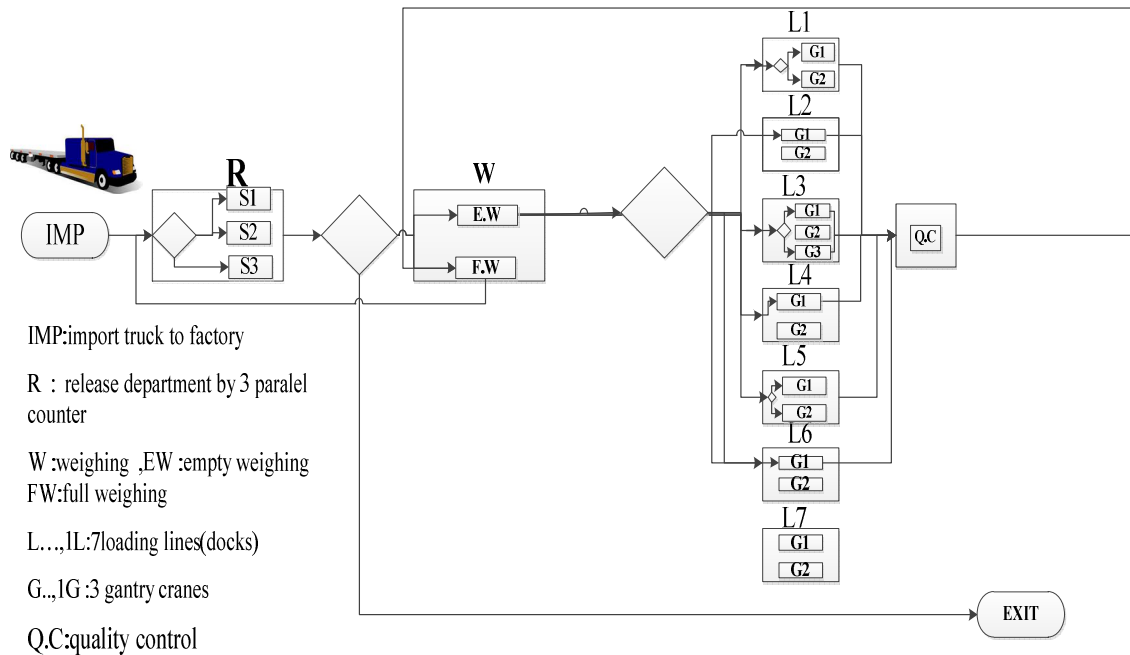 L1
G1
G2
L2
G1
G2
R
S1
S2
S3
W
E.W
F.W
IMP
L3
G1
G2
G3
Q.C
L4
G1
G2
L5
G1
G2
L6
G1
G2
L7
G1
G2
EXIT
IMP:import truck to factory
R : release department by 3 paralel
counter
W :weighing ,EW :empty weighing
FW:full weighing
L…,1L:7loading lines(docks)
G..,1G :3 gantry cranes
Q.C:quality control